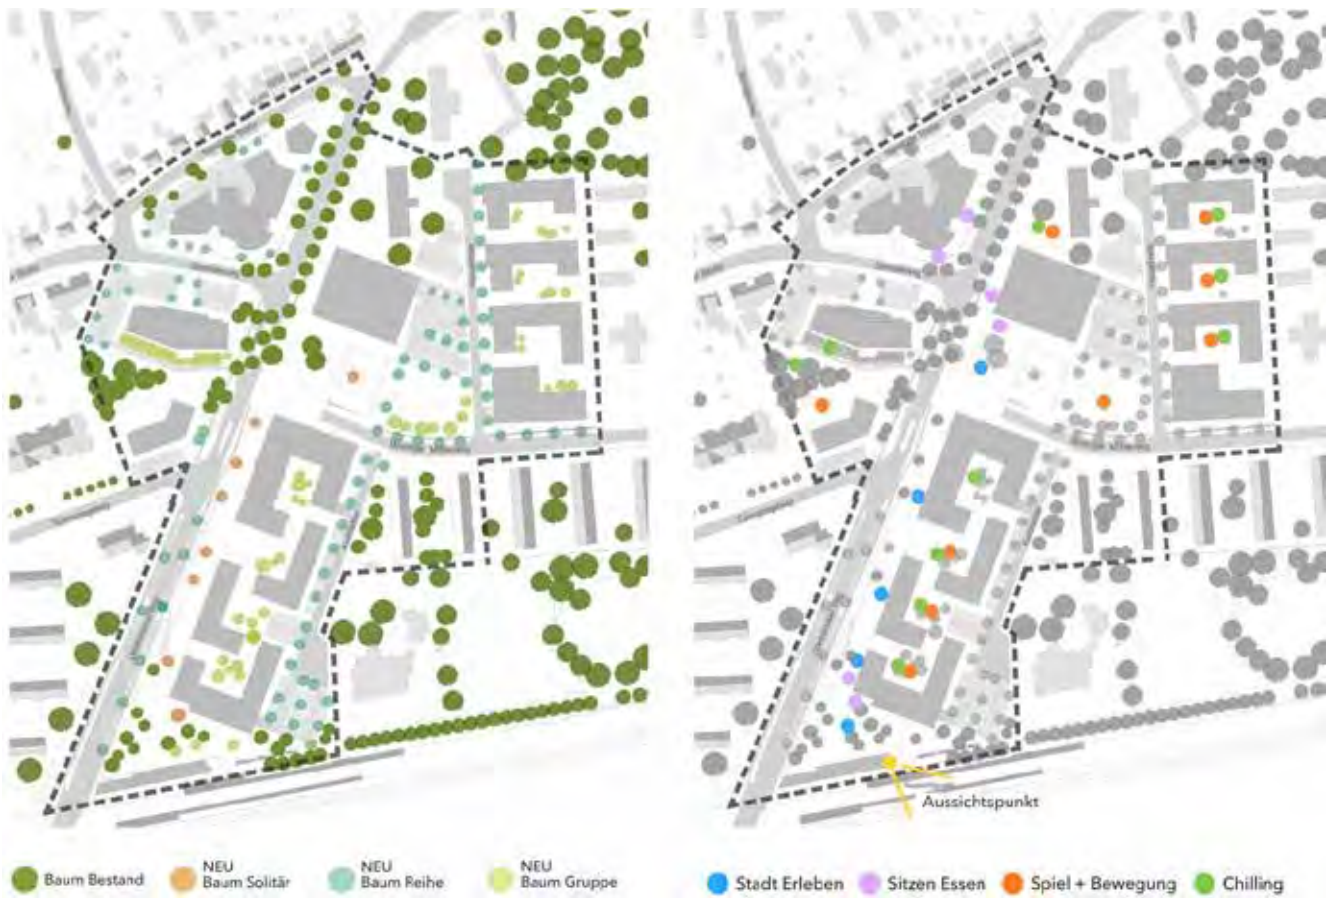 Aussichtspunkt
Baum Bestand
NEU
Baum Solitär
NEU
Baum Reihe
NEU
Baum Gruppe
Stadt Erleben
Sitzen Essen
Spiel + Bewegung
Chilling